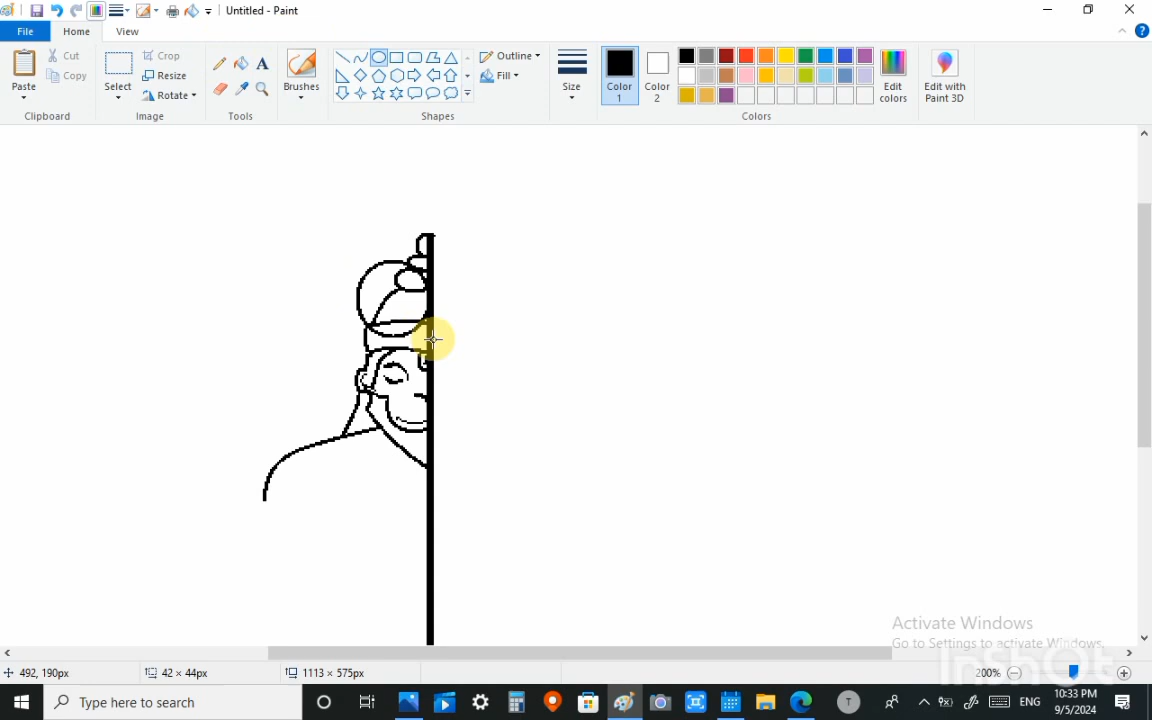 Untitled - Paint
File
Home
View
Paste
Cut
Copy
Clipboard
Select
Crop
Resize
Rotate
Image
Tools
Brushes
Outline
Fill
Shapes
Size
Color 1
Color 2
Edit colors
Colors
Edit with Paint 3D
Activate Windows
Go to Settings to activate Windows.
InShOt
492, 190px
42 × 44px
1113 × 575px
200%
Type here to search
T
ENG
10:33 PM
9/5/2024